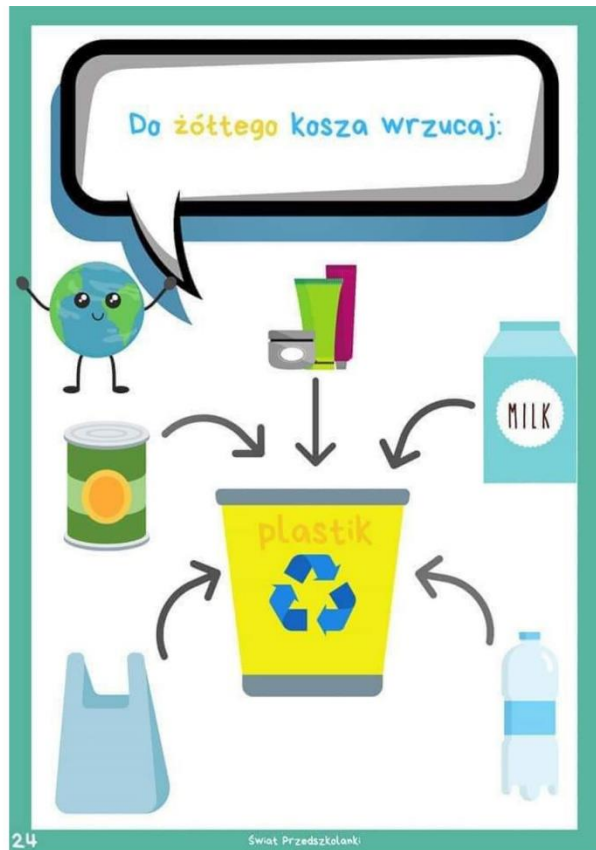 Do żółtego kosza wrzucaj:
MILK
plastik
24
Świat Przedszkolanki